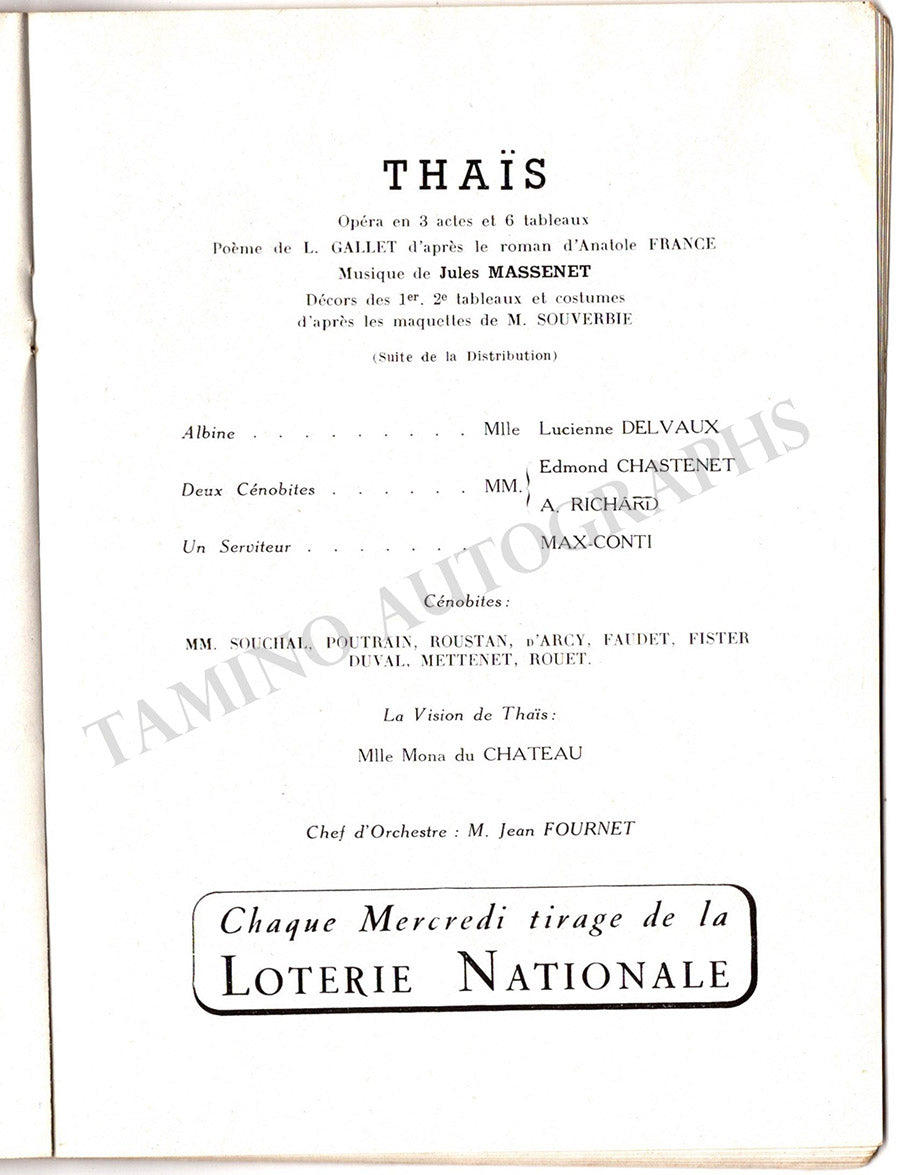 THAÏS
Opéra en 3 actes et 6 tableaux
Poème de L. GALLET d'après le roman d'Anatole FRANCE
Musique de Jules MASSENET
Décors des 1er. 2e tableaux et costumes
d'après les maquettes de M. SOUVERBIE
(Suite de la Distribution)
Albine . . . . . . . . . Mlle Lucienne DELVAUX
Deux Cénobites . . . . . . MM. Edmond CHASTENET
A. RICHARD
Un Serviteur . . . . . . . MAX-CONTI
Cénobites :
MM. SOUCHAL, POUTRAIN, ROUSTAN, D'ARCY, FAUDET, FISTER
DUVAL, METTENET, ROUET.
La Vision de Thaïs :
Mlle Mona du CHATEAU
Chef d'Orchestre : M. Jean FOURNET
Chaque Mercredi tirage de la
LOTERIE NATIONALE
TAMINO AUTOGRAPHS